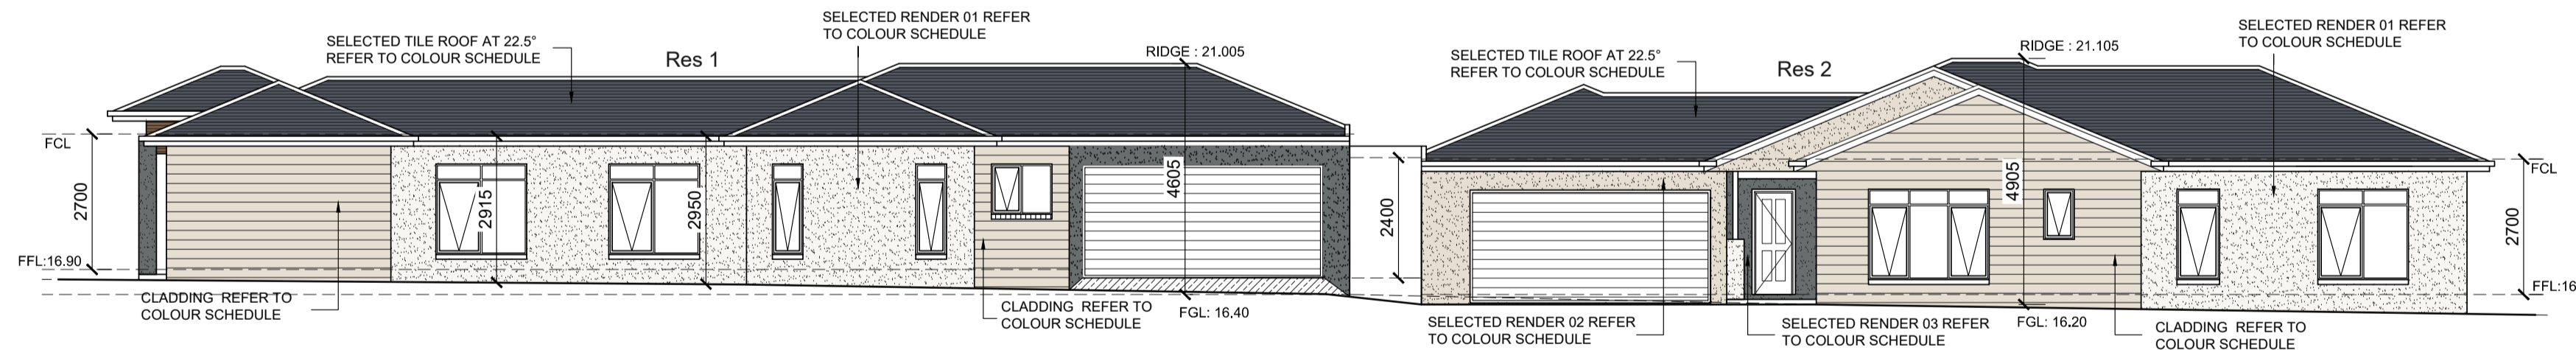 SELECTED TILE ROOF AT 22.5°
REFER TO COLOUR SCHEDULE
Res 1
SELECTED RENDER 01 REFER
TO COLOUR SCHEDULE
RIDGE : 21.005
FCL
2700
FFL:16.90
2915
2950
4605
CLADDING REFER TO
COLOUR SCHEDULE
CLADDING REFER TO
COLOUR SCHEDULE
FGL: 16.40
SELECTED TILE ROOF AT 22.5°
REFER TO COLOUR SCHEDULE
Res 2
RIDGE : 21.105
SELECTED RENDER 01 REFER
TO COLOUR SCHEDULE
2400
4905
FCL
2700
FFL:16
SELECTED RENDER 02 REFER
TO COLOUR SCHEDULE
SELECTED RENDER 03 REFER
TO COLOUR SCHEDULE
FGL: 16.20
CLADDING REFER TO
COLOUR SCHEDULE